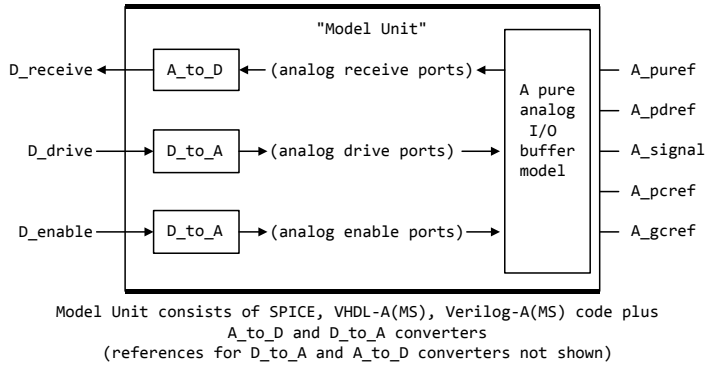 "Model Unit"
D_receive A_to_D (analog receive ports) A_puref
A pure
analog
I/O
buffer
model
A_pdref
D_drive D_to_A (analog drive ports) A_signal
A_pcref
D_enable D_to_A (analog enable ports) A_gcref
Model Unit consists of SPICE, VHDL-A(MS), Verilog-A(MS) code plus
A_to_D and D_to_A converters
(references for D_to_A and A_to_D converters not shown)